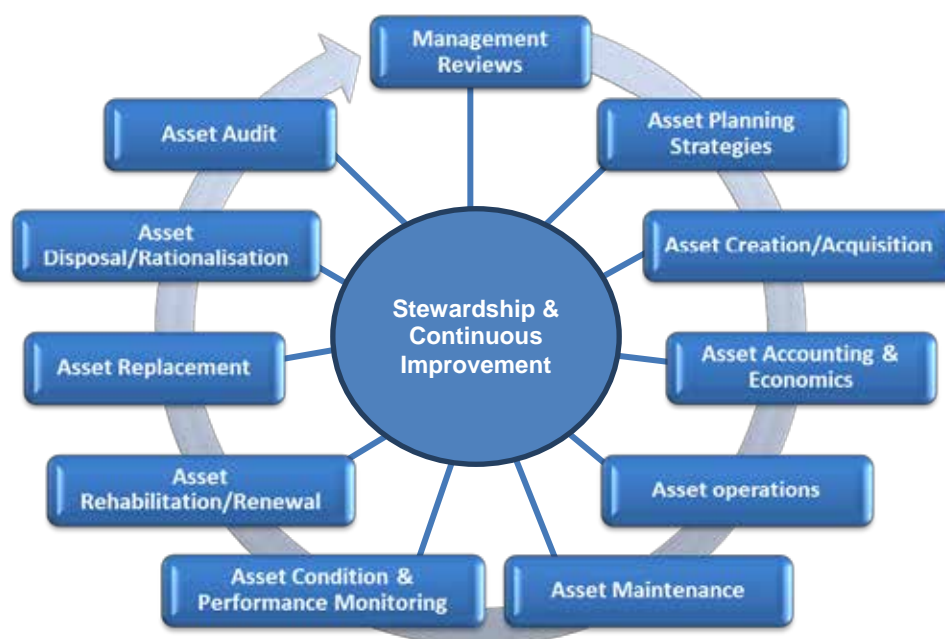 Management
Reviews
Asset Planning
Strategies
Asset Creation/Acquisition
Asset Accounting &
Economics
Asset operations
Asset Maintenance
Asset Condition &
Performance Monitoring
Asset
Rehabilitation/Renewal
Asset Replacement
Asset
Disposal/Rationalisation
Asset Audit
Stewardship &
Continuous
Improvement